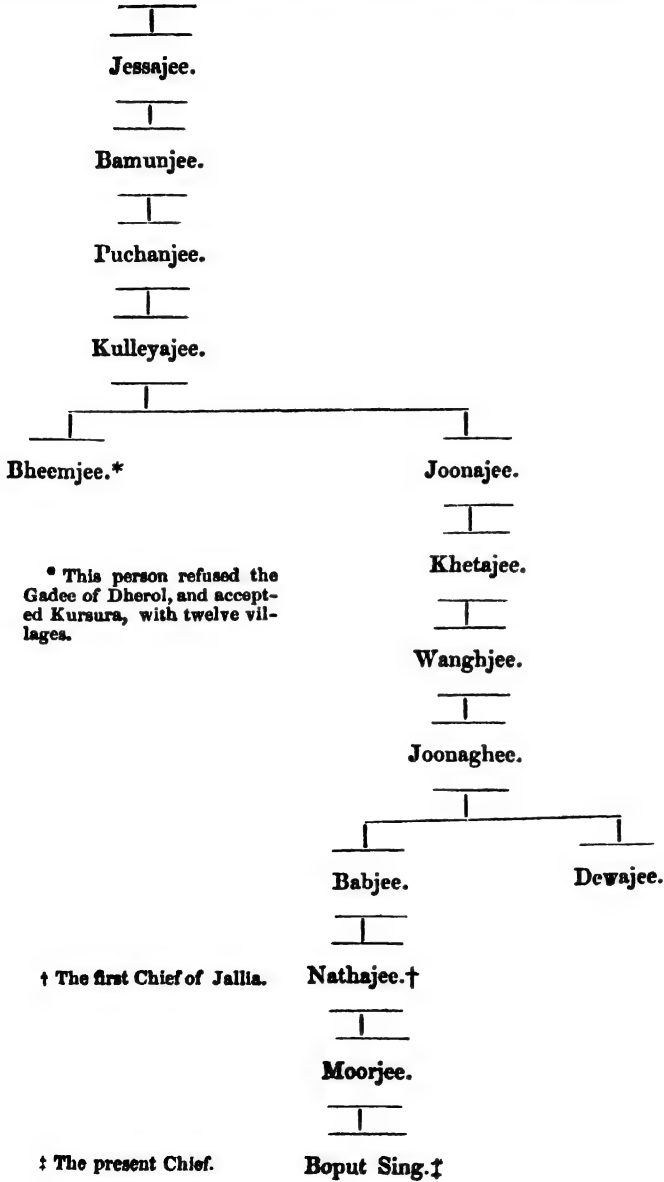 Jessajee.
Bamunjee.
Puchanjee.
Kulleyajee.
Bheemjee.* Joonajee.
Khetajee.
* This person refused the
Gadee of Dherol, and accept-
ed Kursura, with twelve vil-
lages.
Wanghjee.
Joonaghee.
Babjee. Dewajee.
† The first Chief of Jallia. Nathajee.†
Moorjee.
‡ The present Chief. Boput Sing.‡